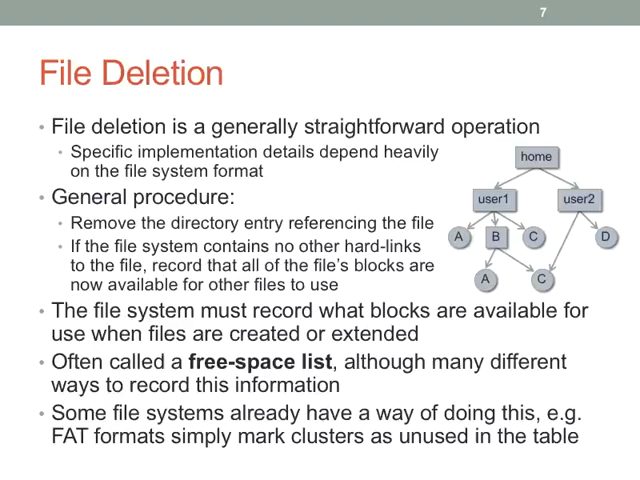 7
File Deletion
• File deletion is a generally straightforward operation
• Specific implementation details depend heavily
on the file system format
• General procedure:
• Remove the directory entry referencing the file
• If the file system contains no other hard-links
to the file, record that all of the file's blocks are
now available for other files to use
home
user1 user2
A B C D
A C
• The file system must record what blocks are available for
use when files are created or extended
• Often called a free-space list, although many different
ways to record this information
• Some file systems already have a way of doing this, e.g.
FAT formats simply mark clusters as unused in the table